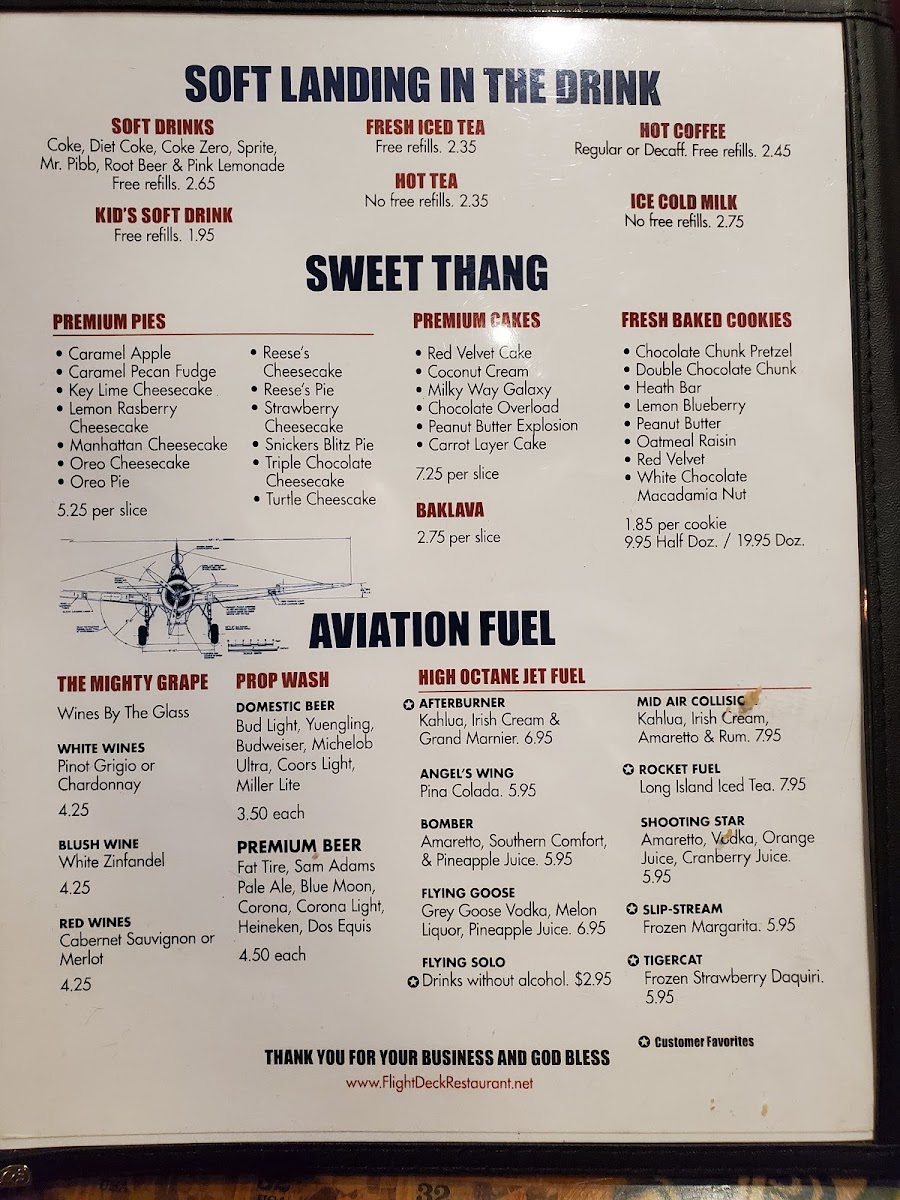 SOFT LANDING IN THE DRINK
SOFT DRINKS
Coke, Diet Coke, Coke Zero, Sprite,
Mr. Pibb, Root Beer & Pink Lemonade
Free refills. 2.65
KID'S SOFT DRINK
Free refills. 1.95
FRESH ICED TEA
Free refills. 2.35
HOT TEA
No free refills. 2.35
HOT COFFEE
Regular or Decaff. Free refills. 2.45
ICE COLD MILK
No free refills. 2.75
SWEET THANG
PREMIUM PIES
• Caramel Apple
• Caramel Pecan Fudge
• Key Lime Cheesecake
• Lemon Rasberry
Cheesecake
• Manhattan Cheesecake
• Oreo Cheesecake
• Oreo Pie
5.25 per slice
• Reese's
Cheesecake
• Reese's Pie
• Strawberry
Cheesecake
• Snickers Blitz Pie
• Triple Chocolate
Cheesecake
• Turtle Cheescake
PREMIUM CAKES
• Red Velvet Cake
• Coconut Cream
• Milky Way Galaxy
• Chocolate Overload
• Peanut Butter Explosion
• Carrot Layer Cake
7.25 per slice
BAKLAVA
2.75 per slice
FRESH BAKED COOKIES
• Chocolate Chunk Pretzel
• Double Chocolate Chunk
• Heath Bar
• Lemon Blueberry
• Peanut Butter
• Oatmeal Raisin
• Red Velvet
• White Chocolate
Macadamia Nut
1.85 per cookie
9.95 Half Doz. / 19.95 Doz.
AVIATION FUEL
THE MIGHTY GRAPE
Wines By The Glass
WHITE WINES
Pinot Grigio or
Chardonnay
4.25
BLUSH WINE
White Zinfandel
4.25
RED WINES
Cabernet Sauvignon or
Merlot
4.25
PROP WASH
DOMESTIC BEER
Bud Light, Yuengling,
Budweiser, Michelob
Ultra, Coors Light,
Miller Lite
3.50 each
PREMIUM BEER
Fat Tire, Sam Adams
Pale Ale, Blue Moon,
Corona, Corona Light,
Heineken, Dos Equis
4.50 each
HIGH OCTANE JET FUEL
✪ AFTERBURNER
Kahlua, Irish Cream &
Grand Marnier. 6.95
ANGEL'S WING
Pina Colada. 5.95
BOMBER
Amaretto, Southern Comfort,
& Pineapple Juice. 5.95
FLYING GOOSE
Grey Goose Vodka, Melon
Liquor, Pineapple Juice. 6.95
FLYING SOLO
✪ Drinks without alcohol. $2.95
MID AIR COLLISIC
Kahlua, Irish Cream,
Amaretto & Rum. 7.95
✪ ROCKET FUEL
Long Island Iced Tea. 7.95
SHOOTING STAR
Amaretto, Vodka, Orange
Juice, Cranberry Juice.
5.95
✪ SLIP-STREAM
Frozen Margarita. 5.95
✪ TIGERCAT
Frozen Strawberry Daquiri.
5.95
✪ Customer Favorites
THANK YOU FOR YOUR BUSINESS AND GOD BLESS
www.FlightDeckRestaurant.net
32